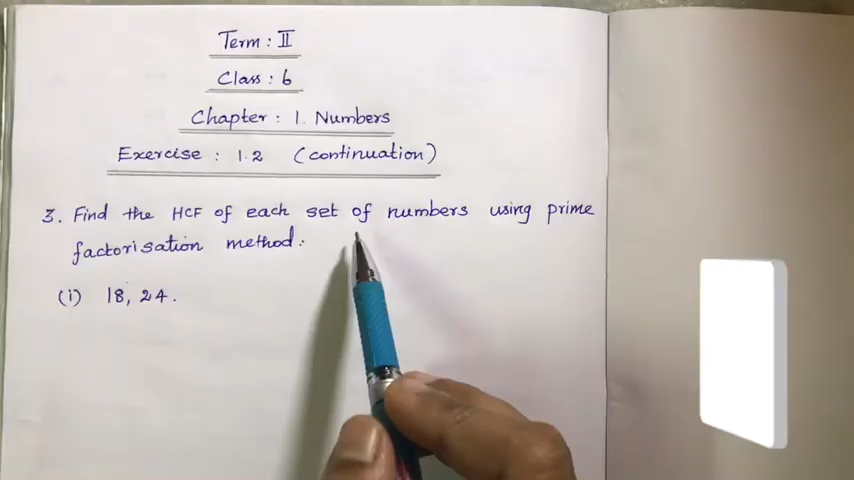 Term : II
Class : 6
Chapter : 1. Numbers
Exercise : 1.2 (continuation)
3. Find the HCF of each set of numbers using prime
factorisation method :
(i) 18, 24.